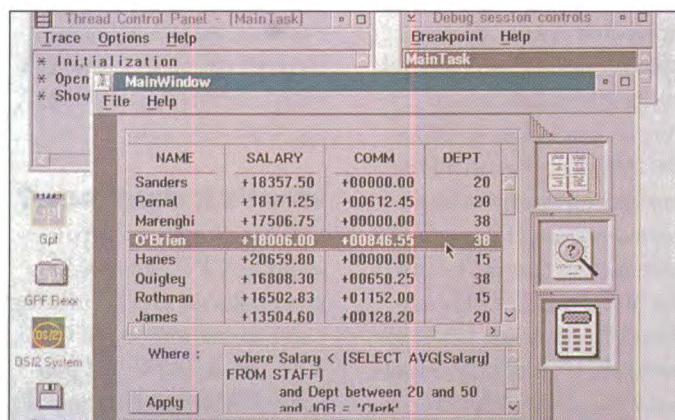 Thread Control Panel - [MainTask]
Trace Options Help
* Initialization
* Open
* Show
Debug session controls
Breakpoint Help
MainTask
MainWindow
File Help
NAME SALARY COMM DEPT
Sanders +18357.50 +00000.00 20
Pernal +18171.25 +00612.45 20
Marenghi +17506.75 +00000.00 38
O'Brien +18006.00 +00846.55 38
Hanes +20659.80 +00000.00 15
Quigley +16808.30 +00650.25 38
Rothman +16502.83 +01152.00 15
James +13504.60 +00128.20 20
Where :
where Salary < (SELECT AVG(Salary)
FROM STAFF)
and Dept between 20 and 50
and JOB = 'Clerk'
Apply
Gpf
Gpf
GPF Rexx
OS/2
OS/2 System